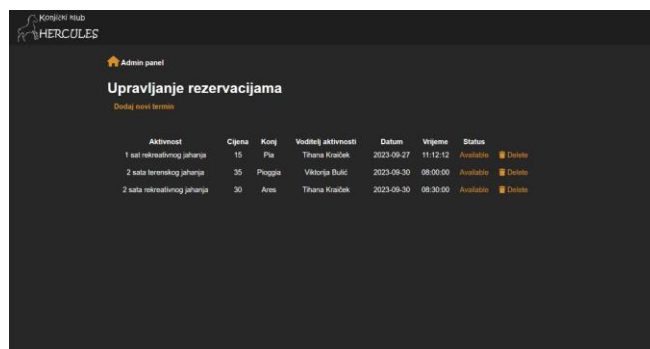 Konjički klub
HERCULES
Admin panel
Upravljanje rezervacijama
Dodaj novi termin
Aktivnost Cijena Konj Voditelj aktivnosti Datum Vrijeme Status
1 sat rekreativnog jahanja 15 Pia Tihana Kraiček 2023-09-27 11:12:12 Available Delete
2 sata terenskog jahanja 35 Pioggia Viktorija Bulić 2023-09-30 08:00:00 Available Delete
2 sata rekreativnog jahanja 30 Ares Tihana Kraiček 2023-09-30 08:30:00 Available Delete